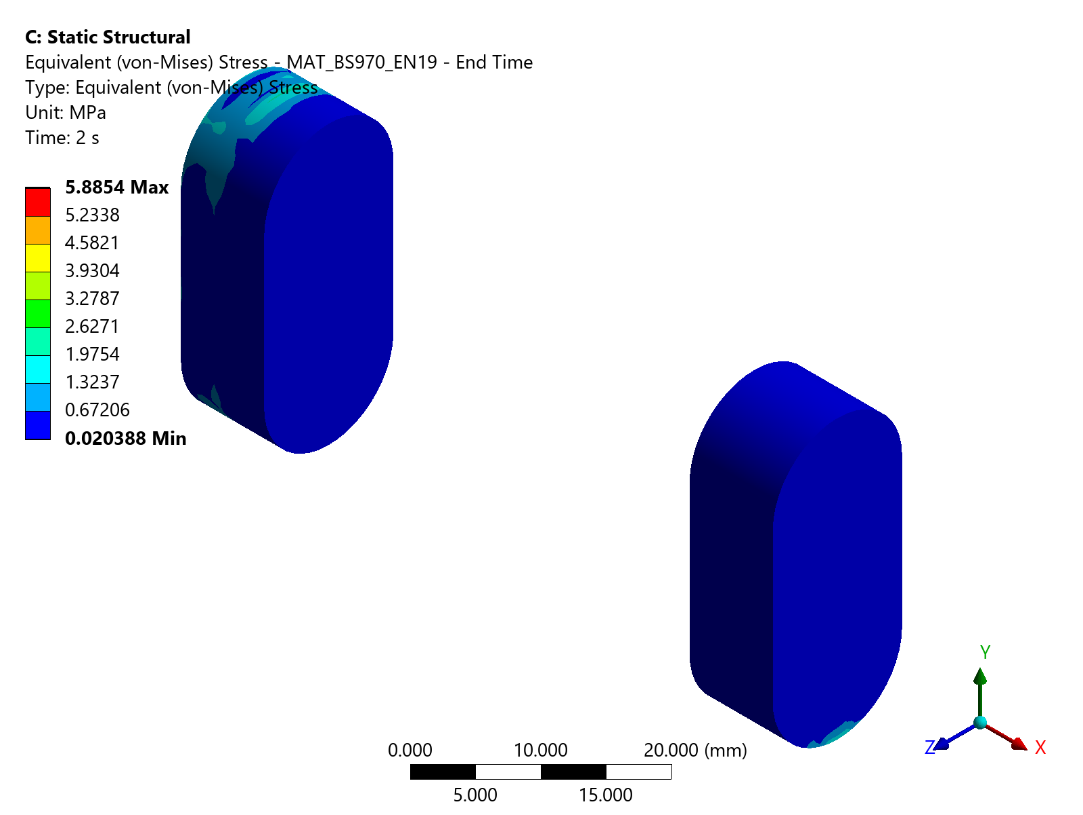 C: Static Structural
Equivalent (von-Mises) Stress - MAT_BS970_EN19 - End Time
Type: Equivalent (von-Mises) Stress
Unit: MPa
Time: 2 s
5.8854 Max
5.2338
4.5821
3.9304
3.2787
2.6271
1.9754
1.3237
0.67206
0.020388 Min
Y
Z
X
0.000 10.000 20.000 (mm)
5.000 15.000